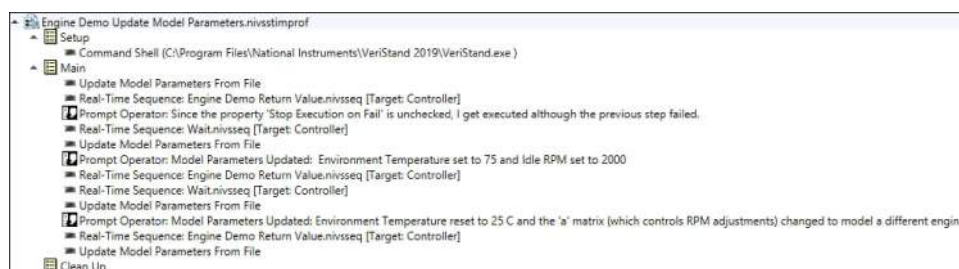 Engine Demo Update Model Parameters.nivsstimprof
Setup
Command Shell (C:\Program Files\National Instruments\VeriStand 2019\VeriStand.exe )
Main
Update Model Parameters From File
Real-Time Sequence: Engine Demo Return Value.nivsseq [Target: Controller]
Prompt Operator: Since the property 'Stop Execution on Fail' is unchecked, I get executed although the previous step failed.
Real-Time Sequence: Wait.nivsseq [Target: Controller]
Update Model Parameters From File
Prompt Operator: Model Parameters Updated: Environment Temperature set to 75 and Idle RPM set to 2000
Real-Time Sequence: Engine Demo Return Value.nivsseq [Target: Controller]
Real-Time Sequence: Wait.nivsseq [Target: Controller]
Update Model Parameters From File
Prompt Operator: Model Parameters Updated: Environment Temperature reset to 25 C and the 'a' matrix (which controls RPM adjustments) changed to model a different engin
Real-Time Sequence: Engine Demo Return Value.nivsseq [Target: Controller]
Update Model Parameters From File
Clean Up